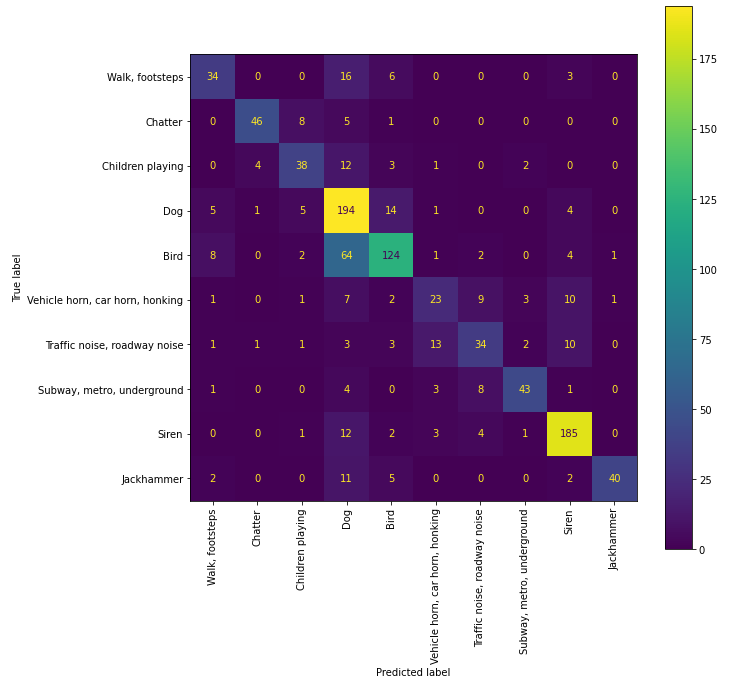 Walk, footsteps 34 0 0 16 6 0 0 0 3 0
Chatter 0 46 8 5 1 0 0 0 0 0
Children playing 0 4 38 12 3 1 0 2 0 0
Dog 5 1 5 194 14 1 0 0 4 0
Bird 8 0 2 64 124 1 2 0 4 1
Vehicle horn, car horn, honking 1 0 1 7 2 23 9 3 10 1
Traffic noise, roadway noise 1 1 1 3 3 13 34 2 10 0
Subway, metro, underground 1 0 0 4 0 3 8 43 1 0
Siren 0 0 1 12 2 3 4 1 185 0
Jackhammer 2 0 0 11 5 0 0 0 2 40
True label
Walk, footsteps
Chatter
Children playing
Dog
Bird
Vehicle horn, car horn, honking
Traffic noise, roadway noise
Subway, metro, underground
Siren
Jackhammer
Predicted label
175
150
125
100
75
50
25
0